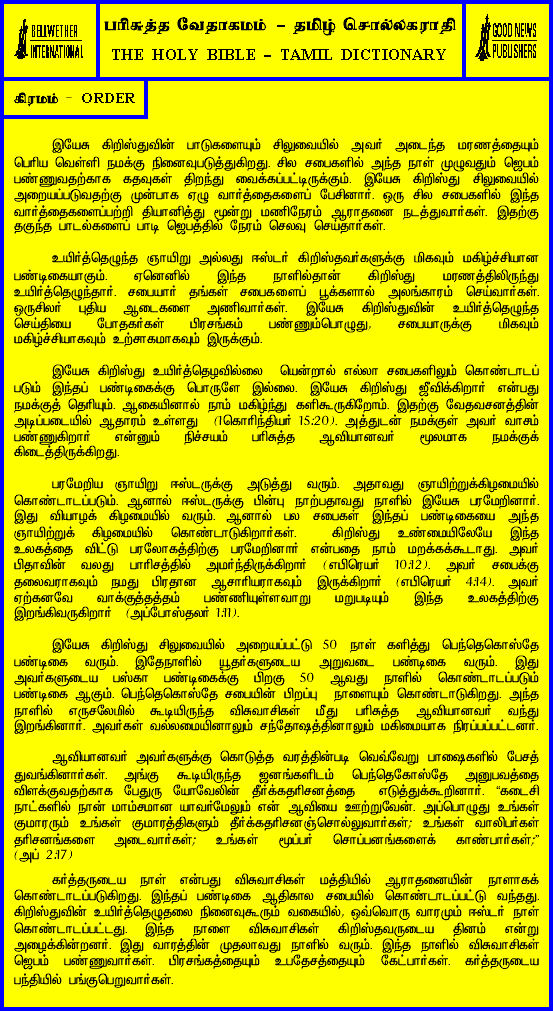 BELLWETHER
INTERNATIONAL
பரிசுத்த வேதாகமம் - தமிழ் சொல்லகராதி
THE HOLY BIBLE - TAMIL DICTIONARY
GOOD NEWS
PUBLISHERS
கிரமம் - ORDER
இயேசு கிறிஸ்துவின் பாடுகளையும் சிலுவையில் அவர் அடைந்த மரணத்தையும்
பெரிய வெள்ளி நமக்கு நினைவுபடுத்துகிறது. சில சபைகளில் அந்த நாள் முழுவதும் ஜெபம்
பண்ணுவதற்காக கதவுகள் திறந்து வைக்கப்பட்டிருக்கும். இயேசு கிறிஸ்து சிலுவையில்
அறையப்படுவதற்கு முன்பாக ஏழு வார்த்தைகளைப் பேசினார். ஒரு சில சபைகளில் இந்த
வார்த்தைகளைப்பற்றி தியானித்து மூன்று மணிநேரம் ஆராதனை நடத்துவார்கள். இதற்கு
தகுந்த பாடல்களைப் பாடி ஜெபத்தில் நேரம் செலவு செய்தார்கள்.
உயிர்த்தெழுந்த ஞாயிறு அல்லது ஈஸ்டர் கிறிஸ்தவர்களுக்கு மிகவும் மகிழ்ச்சியான
பண்டிகையாகும். ஏனெனில் இந்த நாளில்தான் கிறிஸ்து மரணத்திலிருந்து
உயிர்த்தெழுந்தார். சபையார் தங்கள் சபைகளைப் பூக்களால் அலங்காரம் செய்வார்கள்.
ஒருசிலர் புதிய ஆடைகளை அணிவார்கள். இயேசு கிறிஸ்துவின் உயிர்த்தெழுந்த
செய்தியை போதகர்கள் பிரசங்கம் பண்ணும்பொழுது, சபையாருக்கு மிகவும்
மகிழ்ச்சியாகவும் உற்சாகமாகவும் இருக்கும்.
இயேசு கிறிஸ்து உயிர்த்தெழவில்லை யென்றால் எல்லா சபைகளிலும் கொண்டாடப்
படும் இந்தப் பண்டிகைக்கு பொருளே இல்லை. இயேசு கிறிஸ்து ஜீவிக்கிறார் என்பது
நமக்குத் தெரியும். ஆகையினால் நாம் மகிழ்ந்து களிகூருகிறோம். இதற்கு வேதவசனத்தின்
அடிப்படையில் ஆதாரம் உள்ளது (1கொரிந்தியர் 15:20). அத்துடன் நமக்குள் அவர் வாசம்
பண்ணுகிறார் என்னும் நிச்சயம் பரிசுத்த ஆவியானவர் மூலமாக நமக்குக்
கிடைத்திருக்கிறது.
பரமேறிய ஞாயிறு ஈஸ்டருக்கு அடுத்து வரும். அதாவது ஞாயிற்றுக்கிழமையில்
கொண்டாடப்படும். ஆனால் ஈஸ்டருக்கு பின்பு நாற்பதாவது நாளில் இயேசு பரமேறினார்.
இது வியாழக் கிழமையில் வரும். ஆனால் பல சபைகள் இந்தப் பண்டிகையை அந்த
ஞாயிற்றுக் கிழமையில் கொண்டாடுகிறார்கள். கிறிஸ்து உண்மையிலேயே இந்த
உலகத்தை விட்டு பரலோகத்திற்கு பரமேறினார் என்பதை நாம் மறக்கக்கூடாது. அவர்
பிதாவின் வலது பாரிசத்தில் அமர்ந்திருக்கிறார் (எபிரெயர் 10:12). அவர் சபைக்கு
தலைவராகவும் நமது பிரதான ஆசாரியராகவும் இருக்கிறார் (எபிரெயர் 4:14). அவர்
ஏற்கனவே வாக்குத்தத்தம் பண்ணியுள்ளவாறு மறுபடியும் இந்த உலகத்திற்கு
இறங்கிவருகிறார் (அப்போஸ்தலர் 1:11).
இயேசு கிறிஸ்து சிலுவையில் அறையப்பட்டு 50 நாள் களித்து பெந்தெகொஸ்தே
பண்டிகை வரும். இதேநாளில் யூதர்களுடைய அறுவடை பண்டிகை வரும். இது
அவர்களுடைய பஸ்கா பண்டிகைக்கு பிறகு 50 ஆவது நாளில் கொண்டாடப்படும்
பண்டிகை ஆகும். பெந்தெகொஸ்தே சபையின் பிறப்பு நாளையும் கொண்டாடுகிறது. அந்த
நாளில் எருசலேமில் கூடியிருந்த விசுவாசிகள் மீது பரிசுத்த ஆவியானவர் வந்து
இறங்கினார். அவர்கள் வல்லமையினாலும் சந்தோஷத்தினாலும் மகிமையாக நிரப்பப்பட்டனர்.
ஆவியானவர் அவர்களுக்கு கொடுத்த வரத்தின்படி வெவ்வேறு பாஷைகளில் பேசத்
துவங்கினார்கள். அங்கு கூடியிருந்த ஜனங்களிடம் பெந்தெகோஸ்தே அனுபவத்தை
விளக்குவதற்காக பேதுரு யோவேலின் தீர்க்கதரிசனத்தை எடுத்துக்கூறினார். "கடைசி
நாட்களில் நான் மாம்சமான யாவர்மேலும் என் ஆவியை ஊற்றுவேன். அப்பொழுது உங்கள்
குமாரரும் உங்கள் குமாரத்திகளும் தீர்க்கதரிசனஞ்சொல்லுவார்கள்; உங்கள் வாலிபர்கள்
தரிசனங்களை அடைவார்கள்; உங்கள் மூப்பர் சொப்பனங்களைக் காண்பார்கள்;"
(அப் 2:17)
கர்த்தருடைய நாள் என்பது விசுவாசிகள் மத்தியில் ஆராதனையின் நாளாகக்
கொண்டாடப்படுகிறது. இந்தப் பண்டிகை ஆதிகால சபையில் கொண்டாடப்பட்டு வந்தது.
கிறிஸ்துவின் உயிர்த்தெழுதலை நினைவுகூரும் வகையில், ஒவ்வொரு வாரமும் ஈஸ்டர் நாள்
கொண்டாடப்பட்டது. இந்த நாளை விசுவாசிகள் கிறிஸ்தவருடைய தினம் என்று
அழைக்கின்றனர். இது வாரத்தின் முதலாவது நாளில் வரும். இந்த நாளில் விசுவாசிகள்
ஜெபம் பண்ணுவார்கள். பிரசங்கத்தையும் உபதேசத்தையும் கேட்பார்கள். கர்த்தருடைய
பந்தியில் பங்குபெறுவார்கள்.